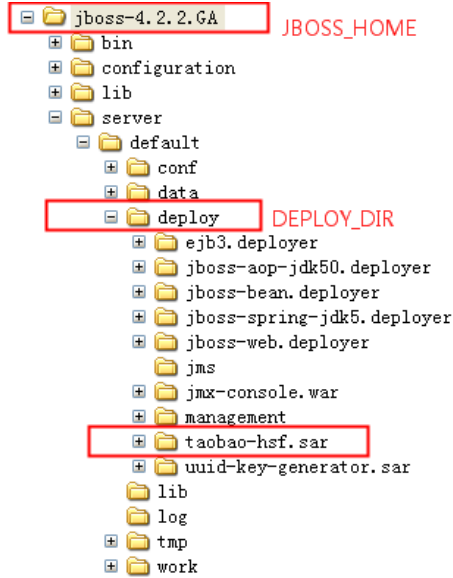 jboss-4.2.2.GA JBOSS_HOME
bin
configuration
lib
server
default
conf
data
deploy DEPLOY_DIR
ejb3.deployer
jboss-aop-jdk50.deployer
jboss-bean.deployer
jboss-spring-jdk5.deployer
jboss-web.deployer
jms
jmx-console.war
management
taobao-hsf.sar
uuid-key-generator.sar
lib
log
tmp
work